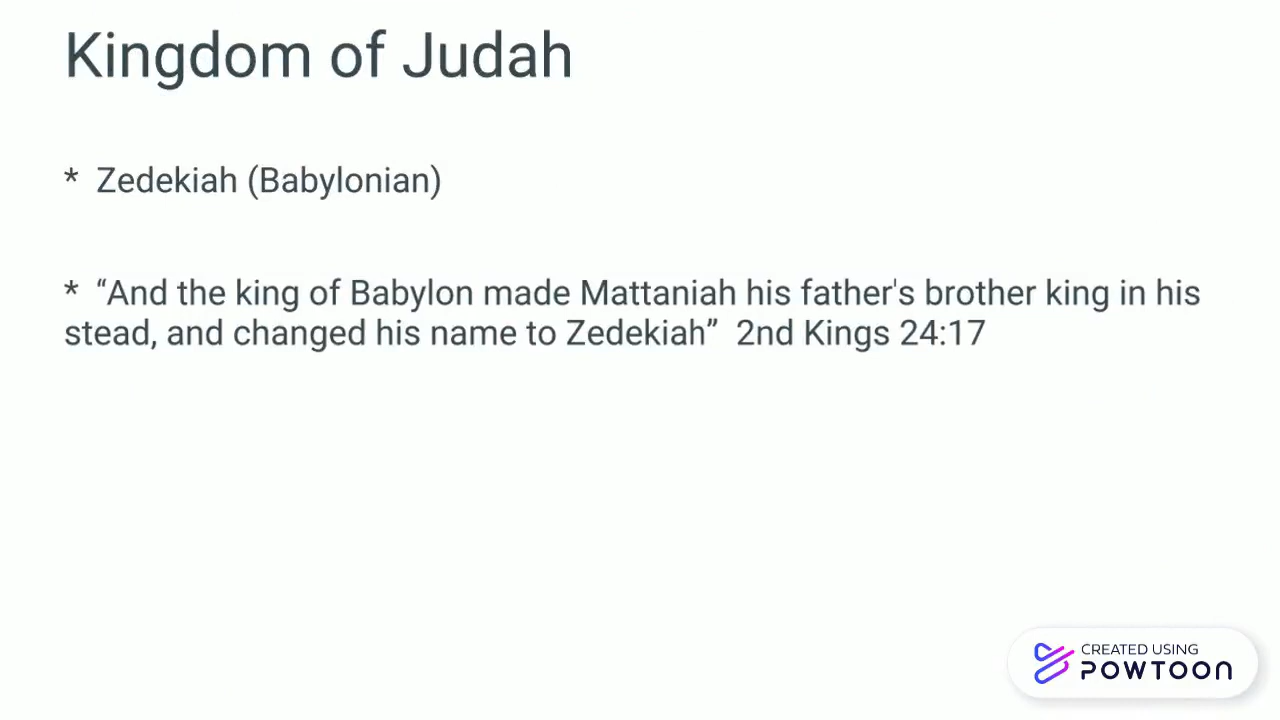 Kingdom of Judah
* Zedekiah (Babylonian)
* “And the king of Babylon made Mattaniah his father's brother king in his
stead, and changed his name to Zedekiah” 2nd Kings 24:17
CREATED USING
POWTOON